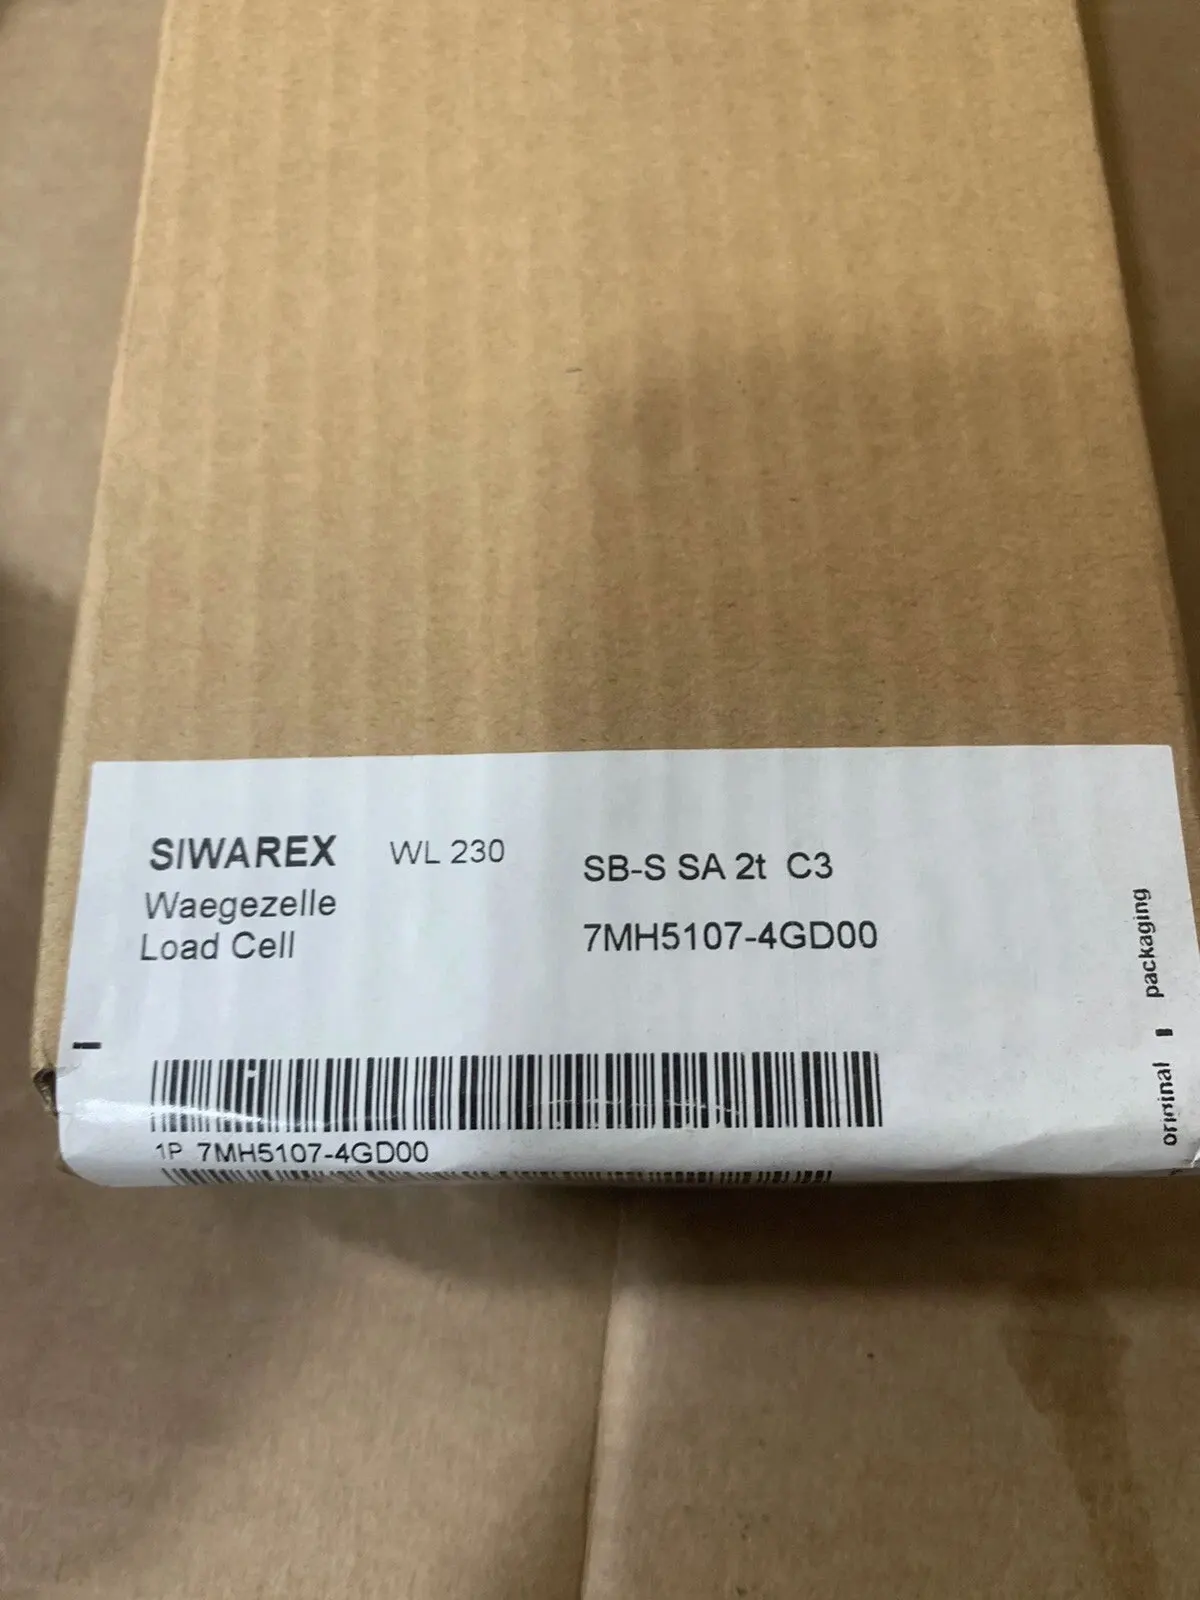 SIWAREX WL 230
Waegezelle
Load Cell
SB-S SA 2t C3
7MH5107-4GD00
1P 7MH5107-4GD00
original packaging